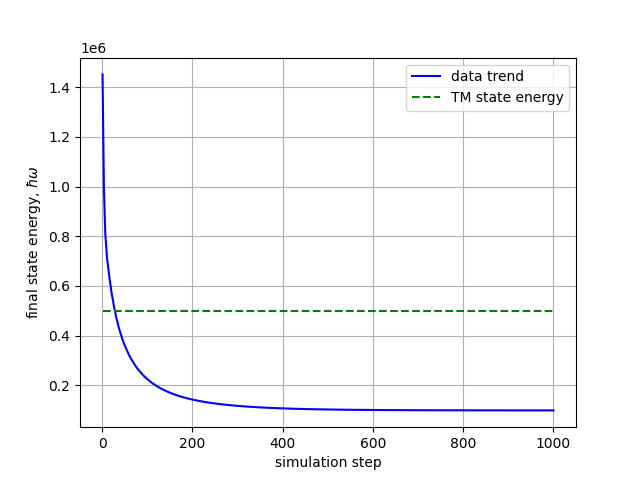 1e6
data trend
TM state energy
1.4
1.2
1.0
0.8
0.6
0.4
0.2
final state energy, ħω
0
200
400
600
800
1000
simulation step